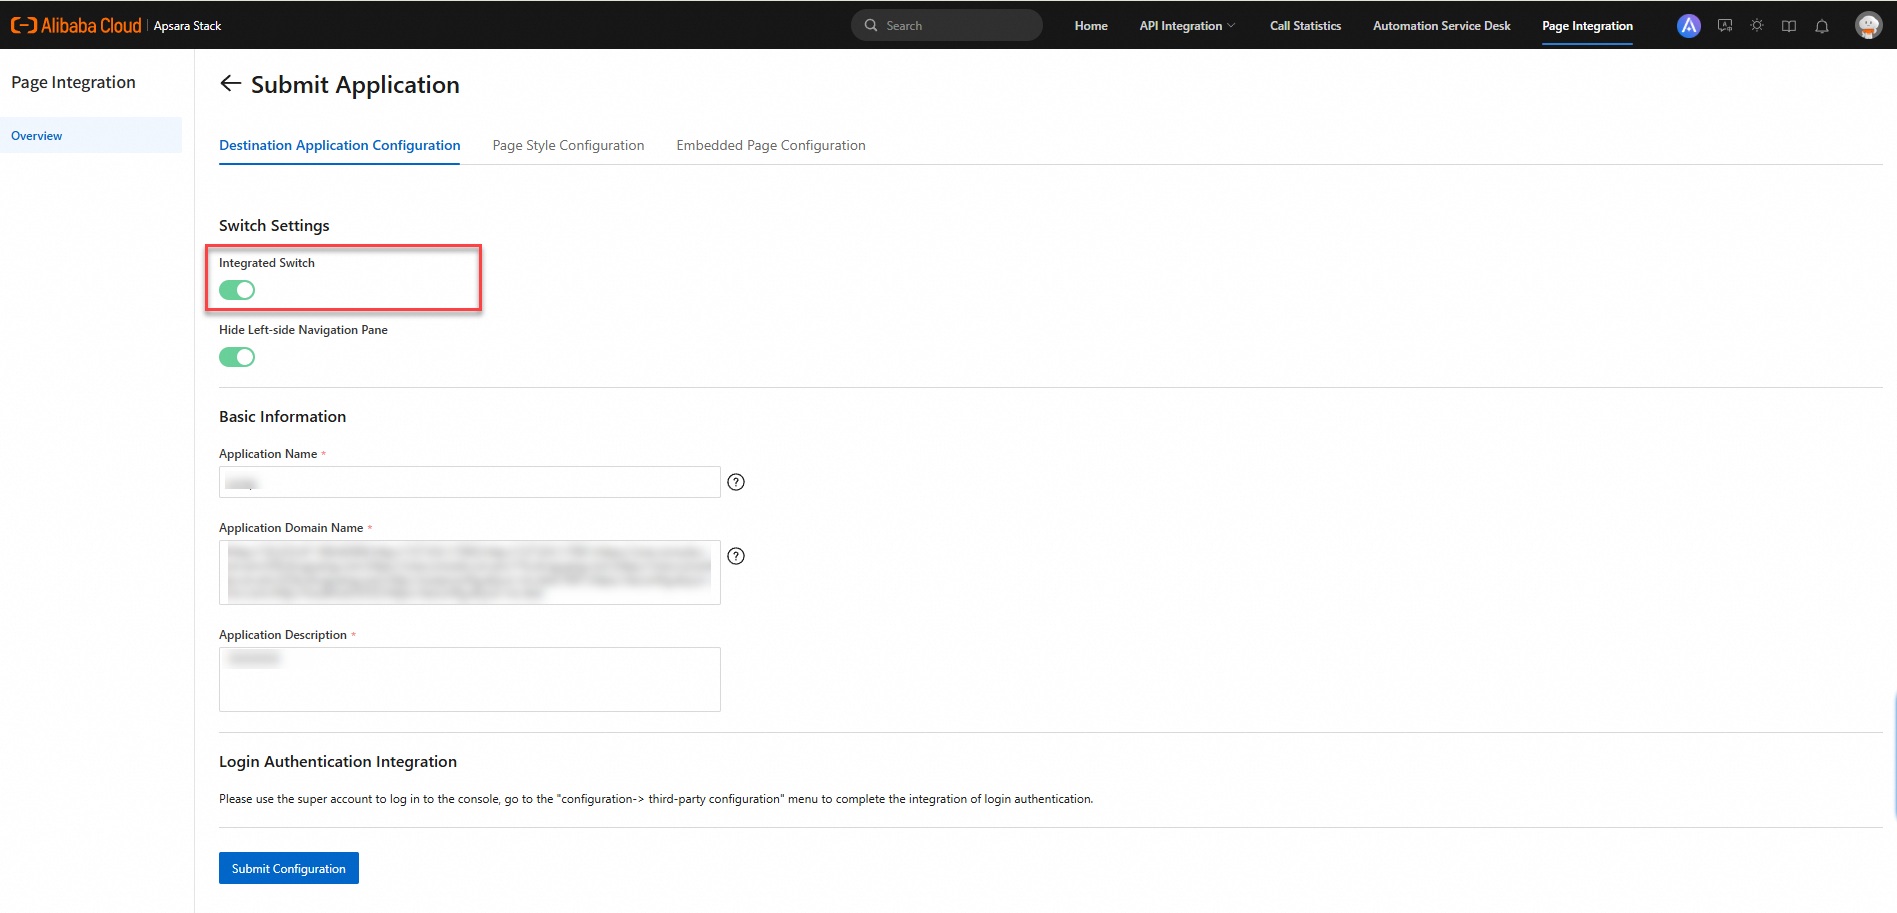 Alibaba Cloud | Apsara Stack
Search
Home
API Integration
Call Statistics
Automation Service Desk
Page Integration
Page Integration
Overview
Submit Application
Destination Application Configuration
Page Style Configuration
Embedded Page Configuration
Switch Settings
Integrated Switch
Hide Left-side Navigation Pane
Basic Information
Application Name *
Application Domain Name *
Application Description *
Login Authentication Integration
Please use the super account to log in to the console, go to the "configuration-> third-party configuration" menu to complete the integration of login authentication.
Submit Configuration